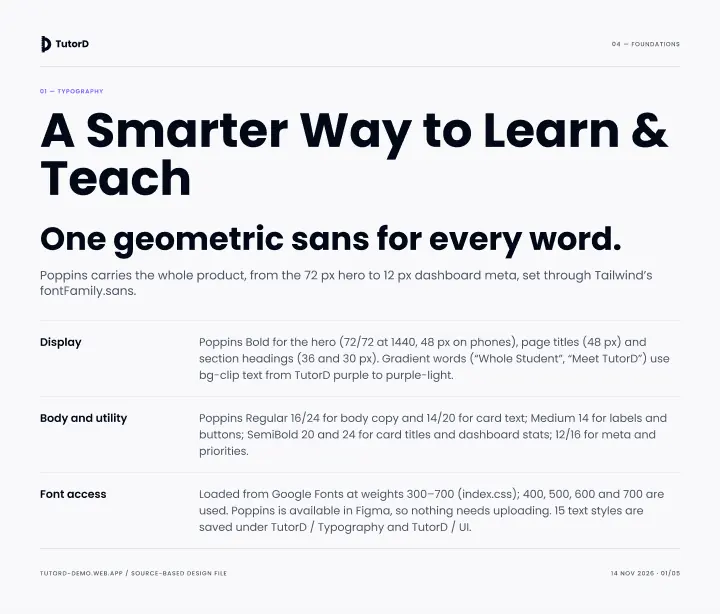 TutorD
04 — FOUNDATIONS
01 — TYPOGRAPHY
A Smarter Way to Learn &
Teach
One geometric sans for every word.
Poppins carries the whole product, from the 72 px hero to 12 px dashboard meta, set through Tailwind’s
fontFamily.sans.
Display
Poppins Bold for the hero (72/72 at 1440, 48 px on phones), page titles (48 px) and
section headings (36 and 30 px). Gradient words (“Whole Student”, “Meet TutorD”) use
bg-clip text from TutorD purple to purple-light.
Body and utility
Poppins Regular 16/24 for body copy and 14/20 for card text; Medium 14 for labels and
buttons; SemiBold 20 and 24 for card titles and dashboard stats; 12/16 for meta and
priorities.
Font access
Loaded from Google Fonts at weights 300–700 (index.css); 400, 500, 600 and 700 are
used. Poppins is available in Figma, so nothing needs uploading. 15 text styles are
saved under TutorD / Typography and TutorD / UI.
TUTORD-DEMO.WEB.APP / SOURCE-BASED DESIGN FILE
14 NOV 2026 · 01/05